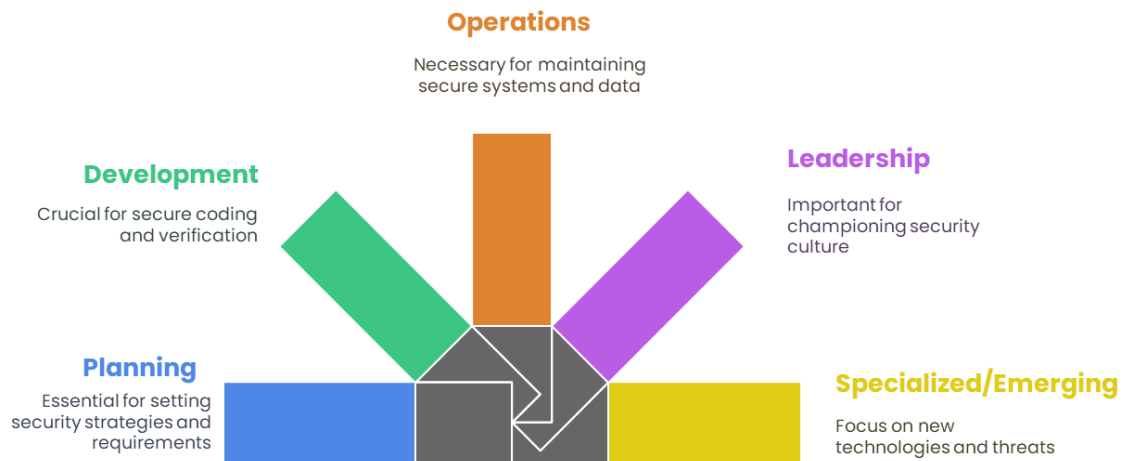 Operations
Necessary for maintaining
secure systems and data
Development
Crucial for secure coding
and verification
Leadership
Important for
championing security
culture
Planning
Essential for setting
security strategies and
requirements
Specialized/Emerging
Focus on new
technologies and threats